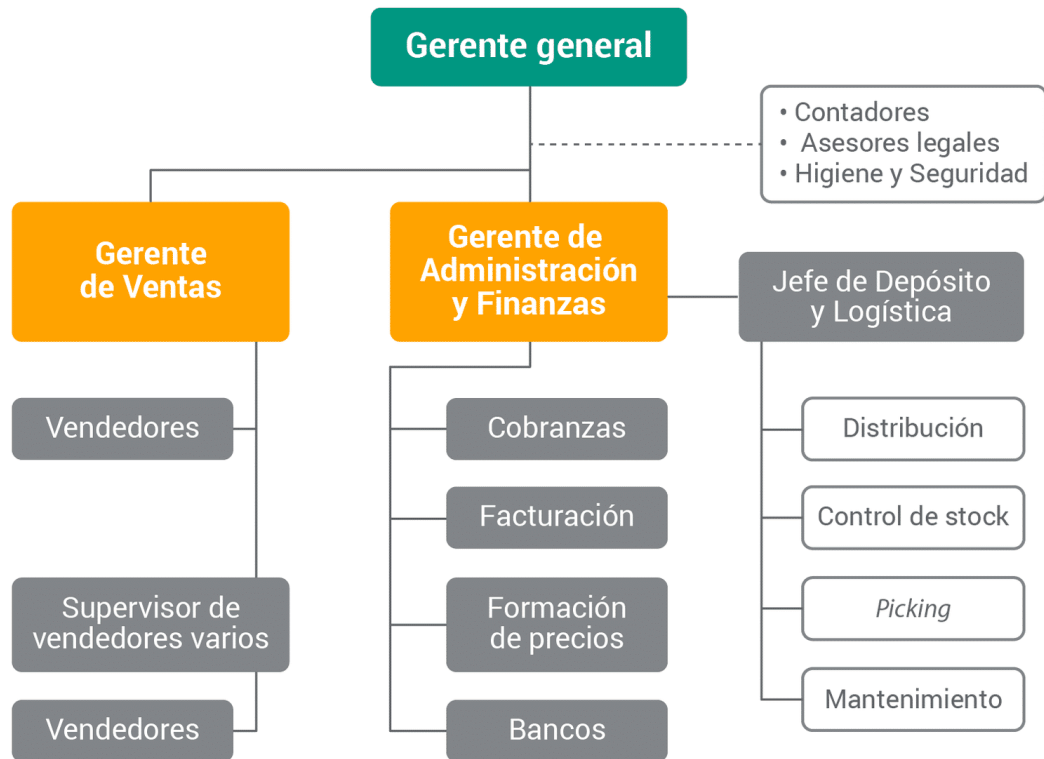 Gerente general
• Contadores
• Asesores legales
• Higiene y Seguridad
Gerente
de Ventas
Gerente de
Administración
y Finanzas
Jefe de Depósito
y Logística
Vendedores
Cobranzas
Distribución
Facturación
Control de stock
Supervisor de
vendedores varios
Formación
de precios
Picking
Mantenimiento
Vendedores
Bancos